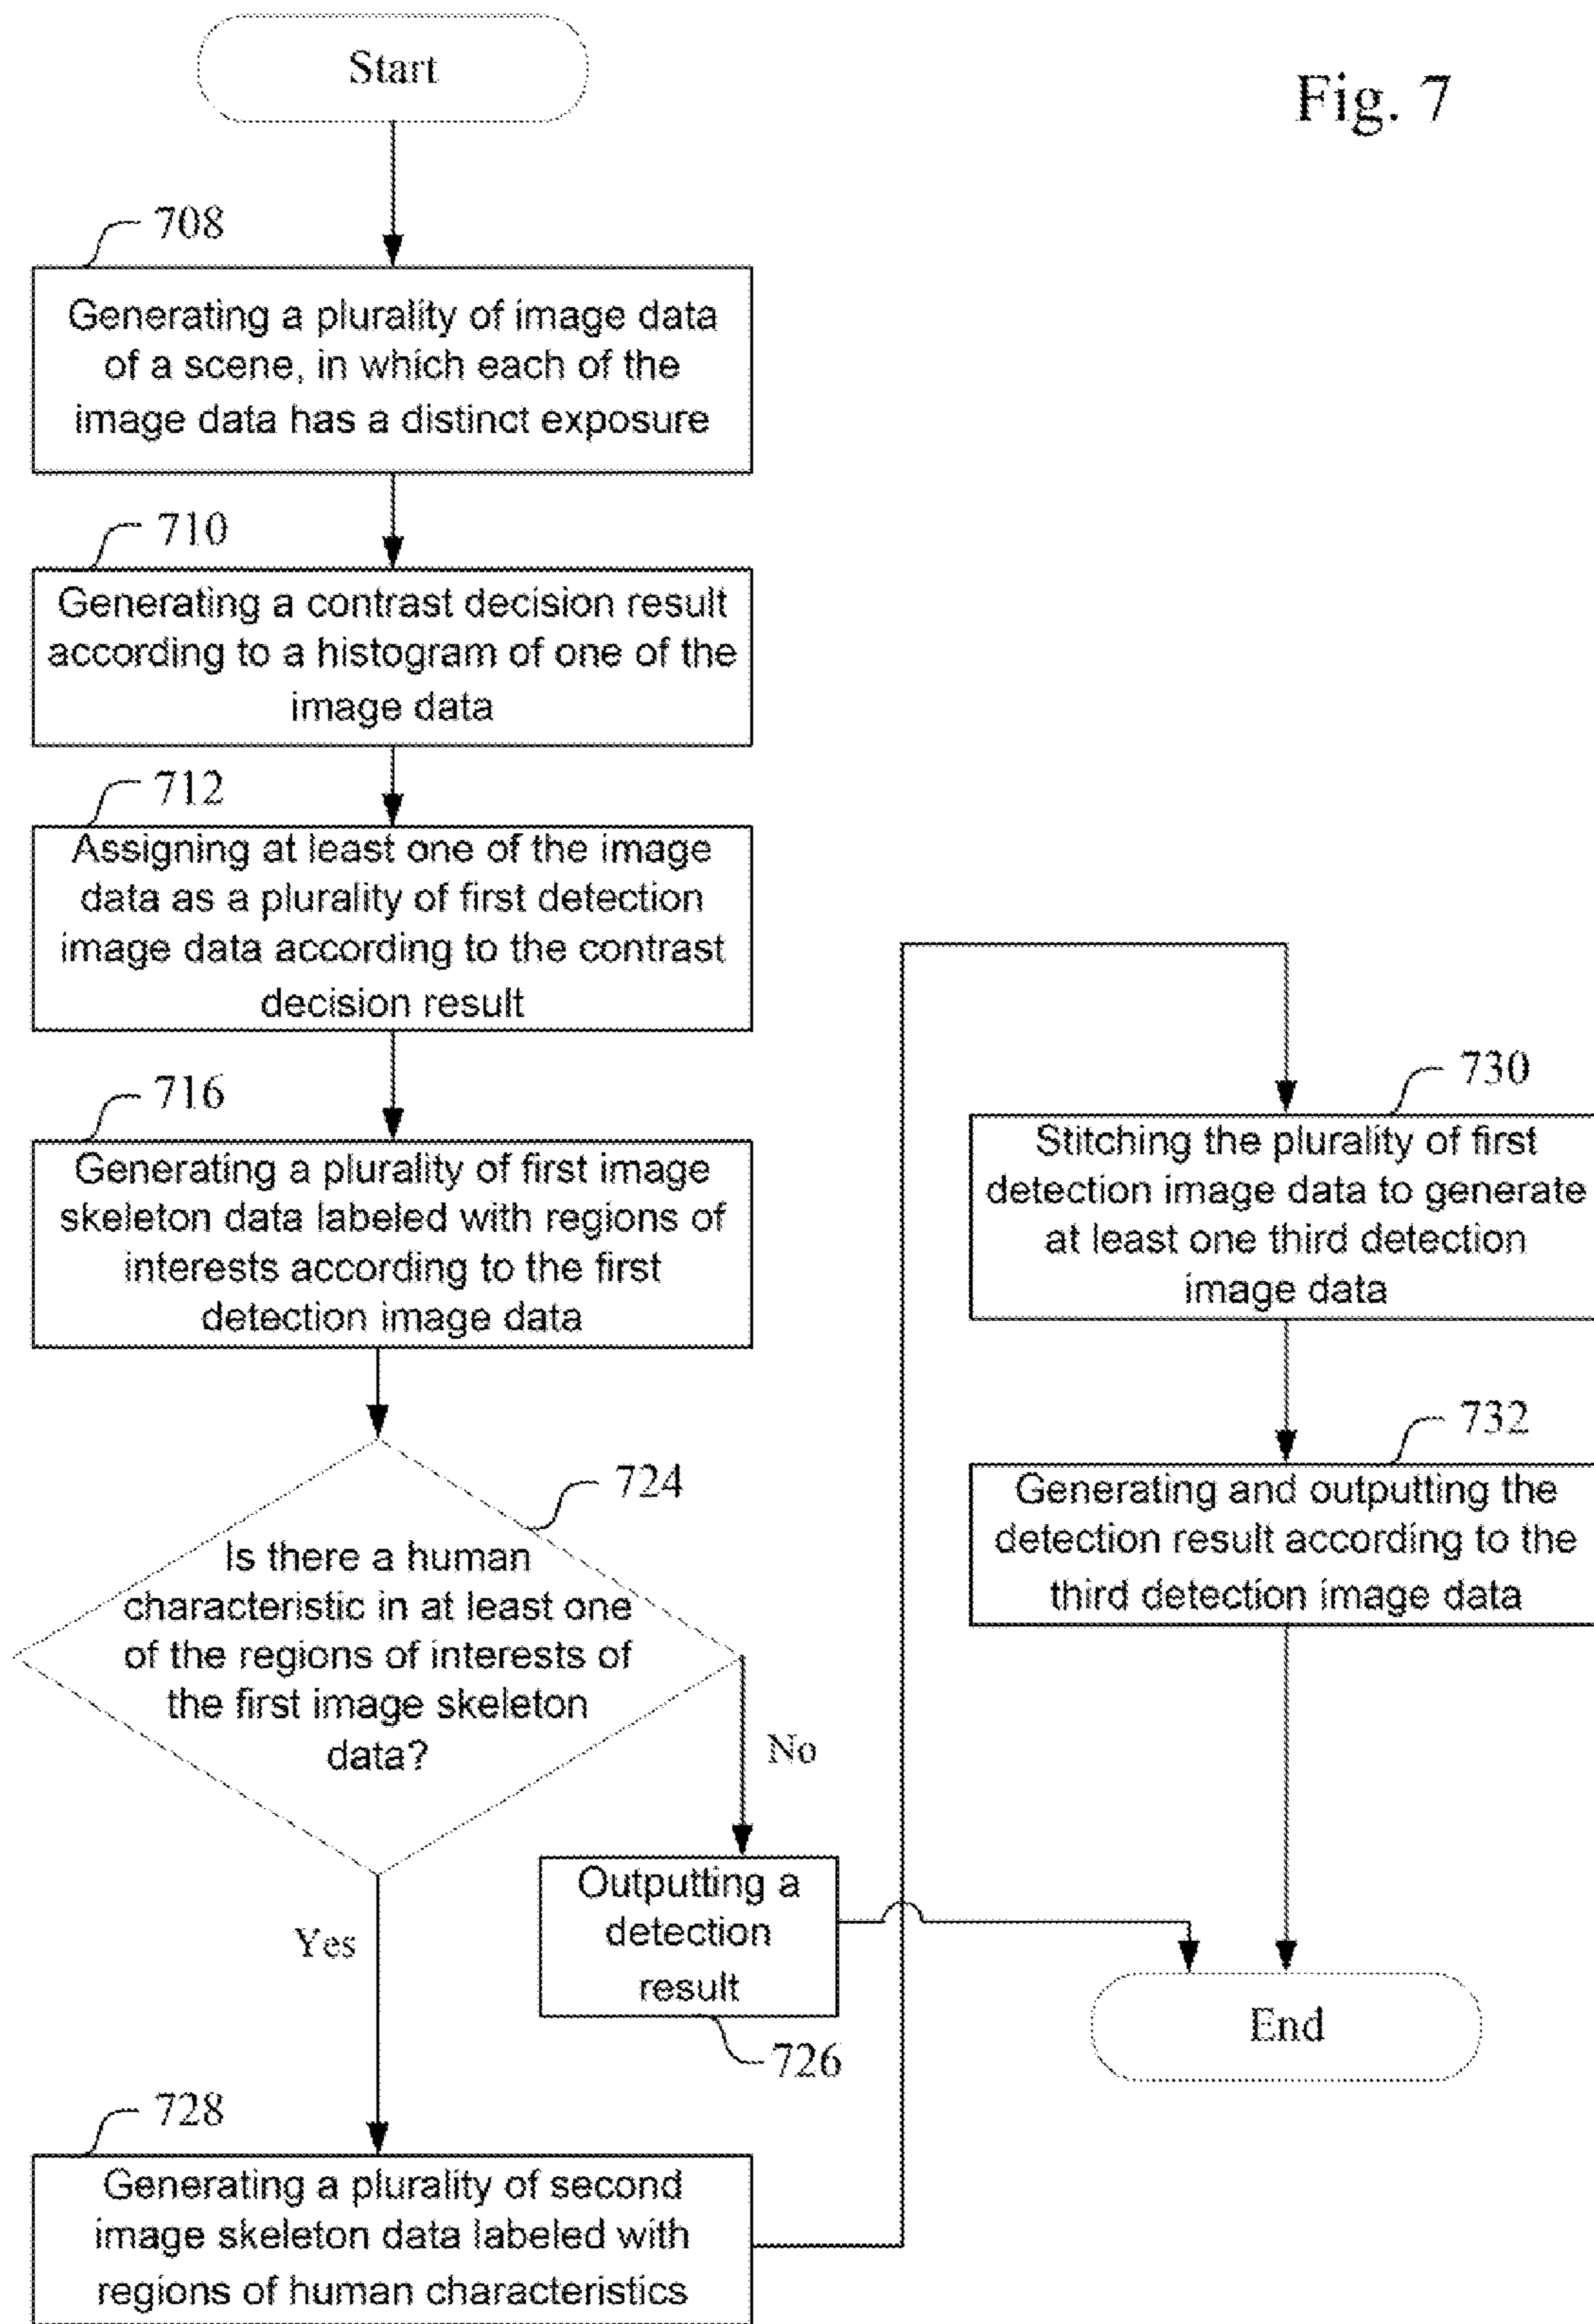 Start
Fig. 7
708
Generating a plurality of image data
of a scene, in which each of the
image data has a distinct exposure
710
Generating a contrast decision result
according to a histogram of one of the
image data
712
Assigning at least one of the image
data as a plurality of first detection
image data according to the contrast
decision result
716
Generating a plurality of first image
skeleton data labeled with regions of
interests according to the first
detection image data
724
Is there a human
characteristic in at least one
of the regions of interests of
the first image skeleton
data?
No
Yes
Outputting a
detection
result
726
728
Generating a plurality of second
image skeleton data labeled with
regions of human characteristics
730
Stitching the plurality of first
detection image data to generate
at least one third detection
image data
732
Generating and outputting the
detection result according to the
third detection image data
End